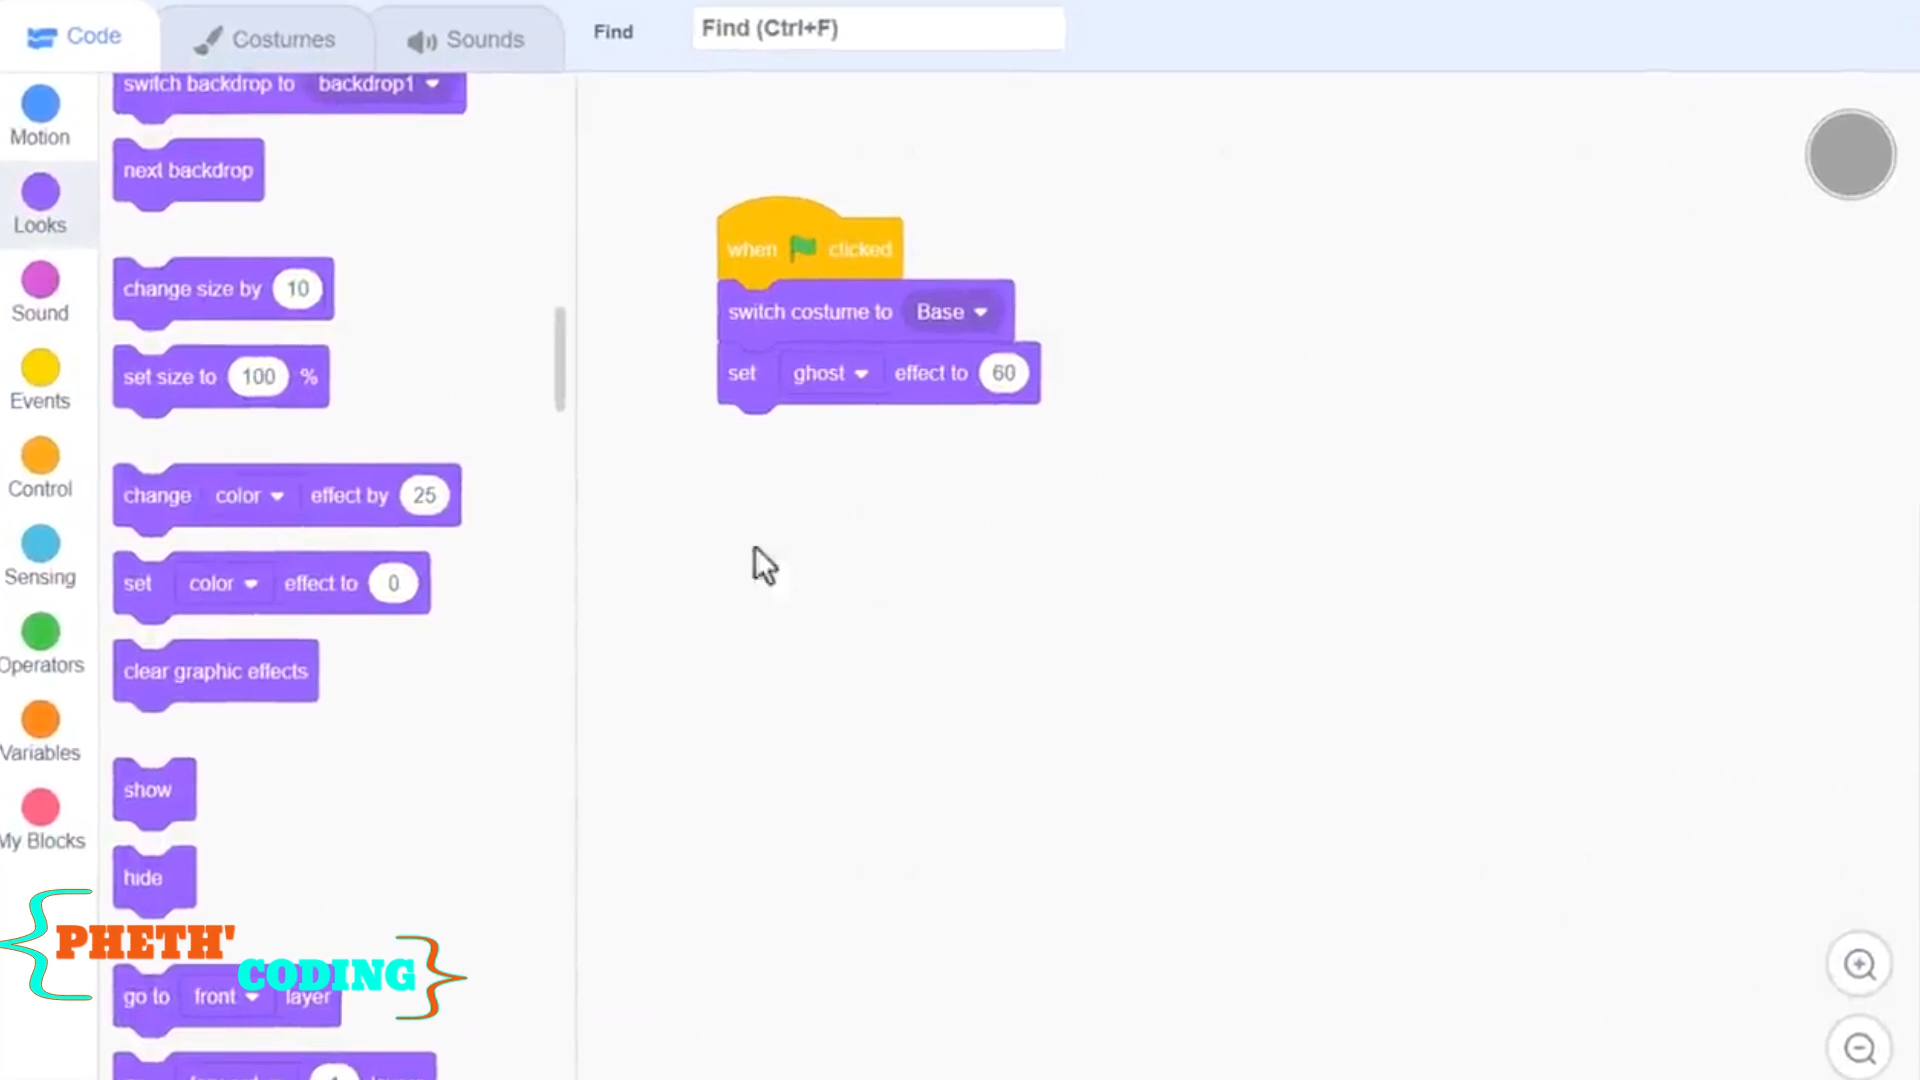 Code
Costumes
Sounds
Find
Find (Ctrl+F)
Motion
Looks
Sound
Events
Control
Sensing
Operators
Variables
My Blocks
switch backdrop to backdrop1
next backdrop
change size by 10
set size to 100 %
change color effect by 25
set color effect to 0
clear graphic effects
show
hide
go to front layer
when clicked
switch costume to Base
set ghost effect to 60
{PHETH'
CODING}